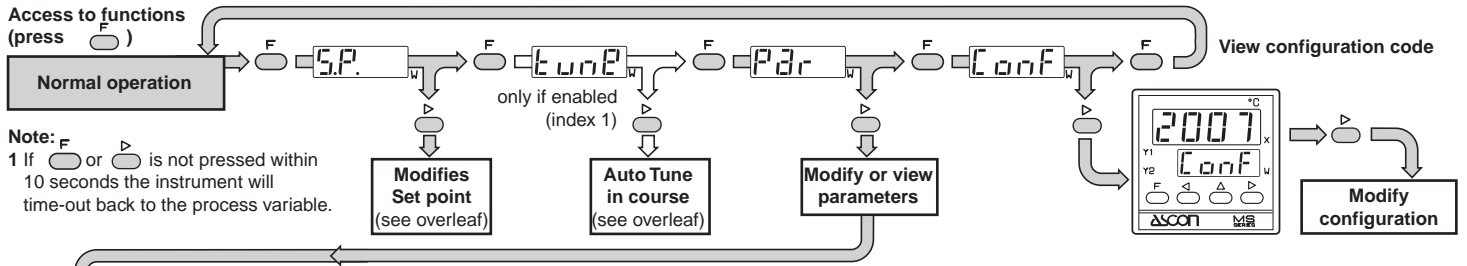 Access to functions
(press F )
Normal operation
F
S.P.
W
F
tunE
W
F
Par
W
F
ConF
W
F
View configuration code
only if enabled
(index 1)
Note:
1 If F or is not pressed within
10 seconds the instrument will
time-out back to the process variable.
Modifies
Set point
(see overleaf)
Auto Tune
in course
(see overleaf)
Modify or view
parameters
°C
2007
X
Y1
Y2
ConF
W
F
ASCON
MS
SERIES
Modify
configuration